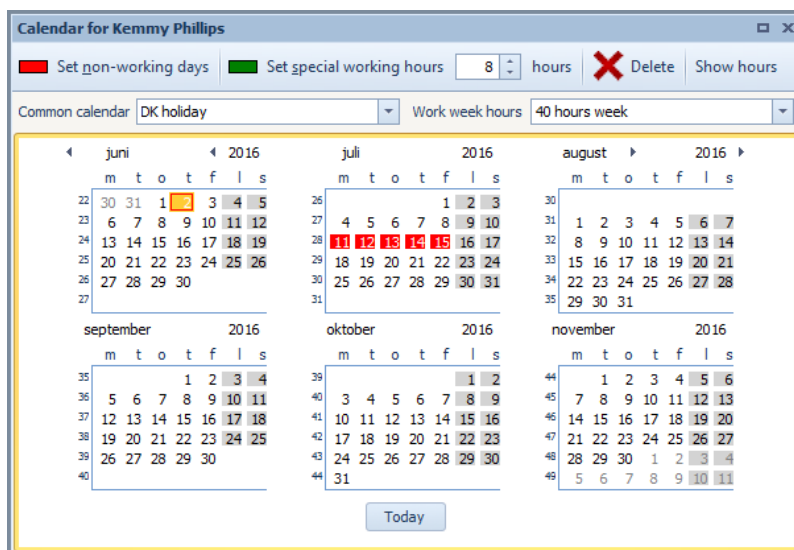 Calendar for Kemmy Phillips
Set non-working days Set special working hours 8 hours Delete Show hours
Common calendar DK holiday Work week hours 40 hours week
juni 2016 juli 2016 august 2016
m t o t f l s m t o t f l s m t o t f l s
22 30 31 1 2 3 4 5 26 1 2 3 30
23 6 7 8 9 10 11 12 27 4 5 6 7 8 9 10 31 1 2 3 4 5 6 7
24 13 14 15 16 17 18 19 28 11 12 13 14 15 16 17 32 8 9 10 11 12 13 14
25 20 21 22 23 24 25 26 29 18 19 20 21 22 23 24 33 15 16 17 18 19 20 21
26 27 28 29 30 30 25 26 27 28 29 30 31 34 22 23 24 25 26 27 28
27 31 35 29 30 31
september 2016 oktober 2016 november 2016
m t o t f l s m t o t f l s m t o t f l s
35 1 2 3 4 39 1 2 44 1 2 3 4 5 6
36 5 6 7 8 9 10 11 40 3 4 5 6 7 8 9 45 7 8 9 10 11 12 13
37 12 13 14 15 16 17 18 41 10 11 12 13 14 15 16 46 14 15 16 17 18 19 20
38 19 20 21 22 23 24 25 42 17 18 19 20 21 22 23 47 21 22 23 24 25 26 27
39 26 27 28 29 30 43 24 25 26 27 28 29 30 48 28 29 30 1 2 3 4
40 44 31 49 5 6 7 8 9 10 11
Today